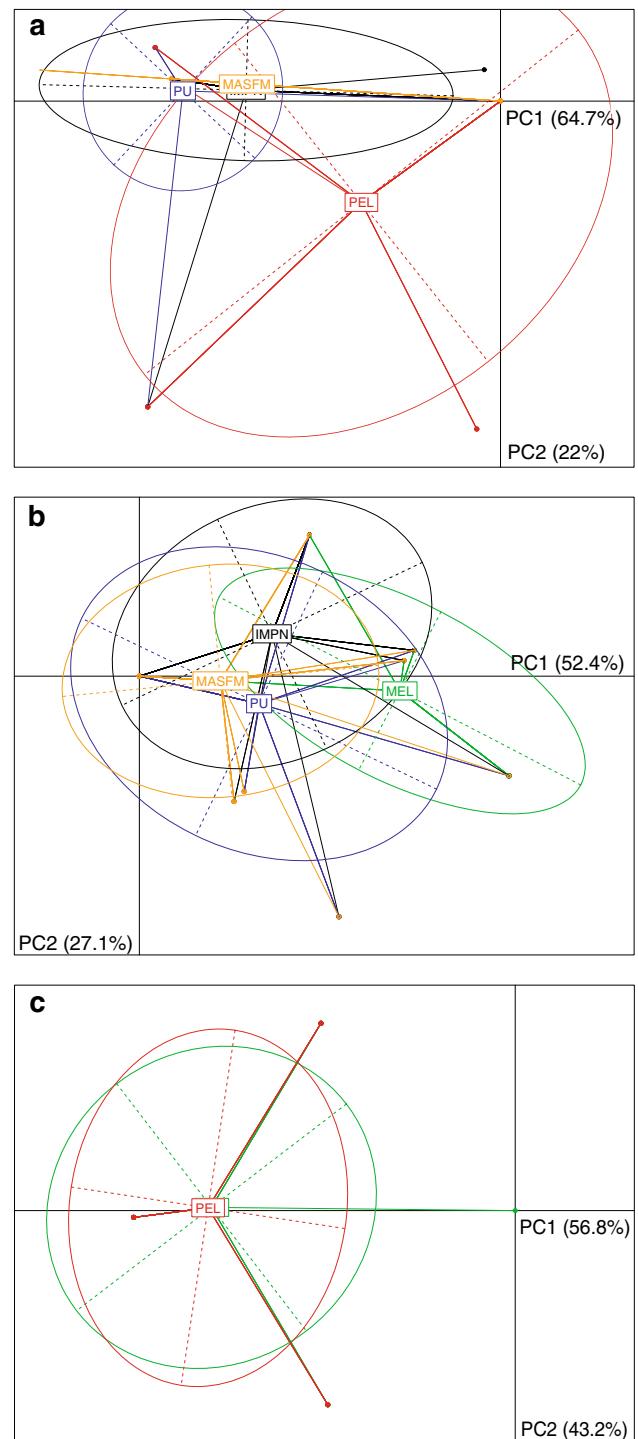 a
PU
MASFM
PC1 (64.7%)
PEL
PC2 (22%)
b
IMPN
PC1 (52.4%)
MASFM
MEL
PU
PC2 (27.1%)
c
PEL
PC1 (56.8%)
PC2 (43.2%)